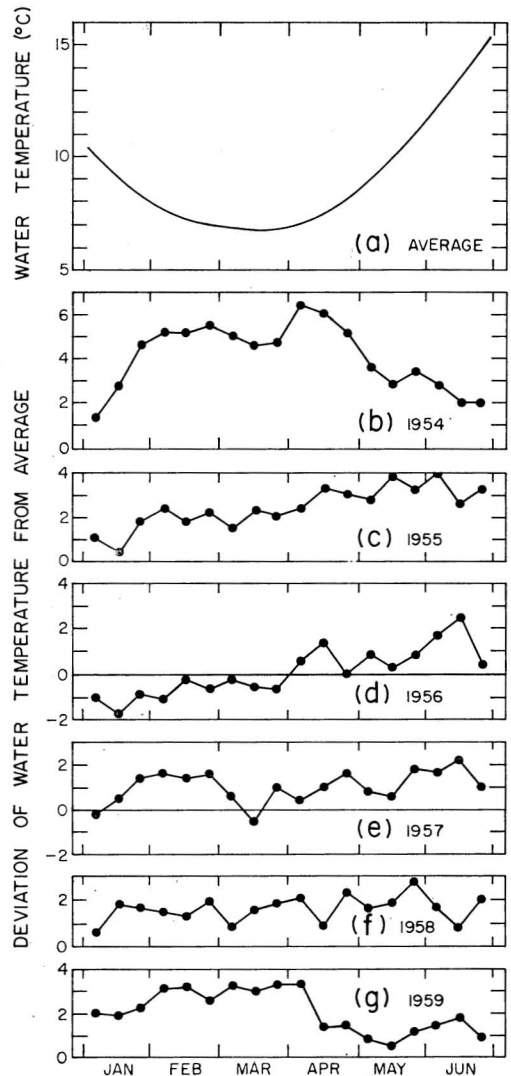 WATER TEMPERATURE (°C)
15
10
5
(a) AVERAGE
DEVIATION OF WATER TEMPERATURE FROM AVERAGE
6
4
2
0
(b) 1954
4
2
0
(c) 1955
4
2
0
-2
(d) 1956
2
0
-2
(e) 1957
2
0
(f) 1958
4
2
0
(g) 1959
JAN FEB MAR APR MAY JUN